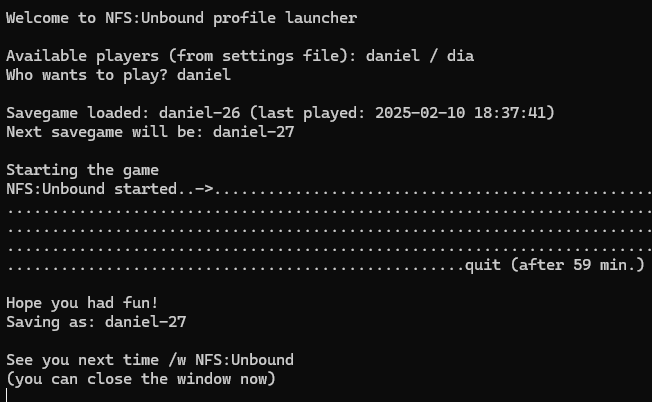 Welcome to NFS:Unbound profile launcher
Available players (from settings file): daniel / dia
Who wants to play? daniel
Savegame loaded: daniel-26 (last played: 2025-02-10 18:37:41)
Next savegame will be: daniel-27
Starting the game
NFS:Unbound started..->.................................................
........................................................................
........................................................................
........................................................................
...................................................quit (after 59 min.)
Hope you had fun!
Saving as: daniel-27
See you next time /w NFS:Unbound
(you can close the window now)